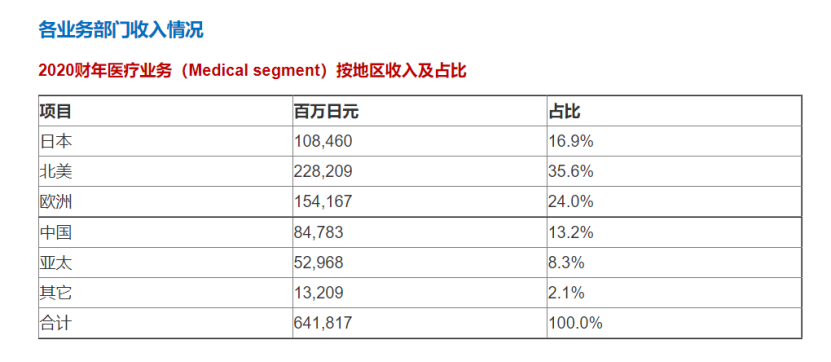 各业务部门收入情况
2020财年医疗业务（Medical segment）按地区收入及占比
项目 百万日元 占比
日本 108,460 16.9%
北美 228,209 35.6%
欧洲 154,167 24.0%
中国 84,783 13.2%
亚太 52,968 8.3%
其它 13,209 2.1%
合计 641,817 100.0%